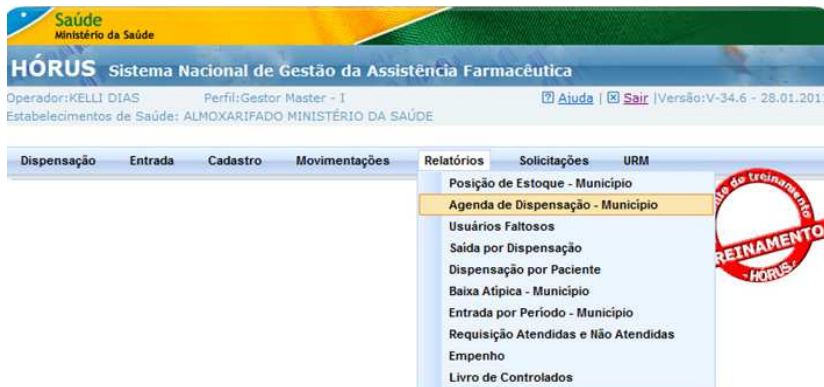 Saúde
Ministério da Saúde
HÓRUS Sistema Nacional de Gestão da Assistência Farmacêutica
Operador:KELLI DIAS Perfil:Gestor Master - I Ajuda | Sair |Versão:V-34.6 - 28.01.201
Estabelecimentos de Saúde: ALMOXARIFADO MINISTÉRIO DA SAÚDE
Dispensação Entrada Cadastro Movimentações Relatórios Solicitações URM
Posição de Estoque - Município
Agenda de Dispensação - Município
Usuários Faltosos
Saída por Dispensação
Dispensação por Paciente
Baixa Atípica - Município
Entrada por Período - Município
Requisição Atendidas e Não Atendidas
Empenho
Livro de Controlados
de treinamento
REINAMENTO
- HÓRUS -